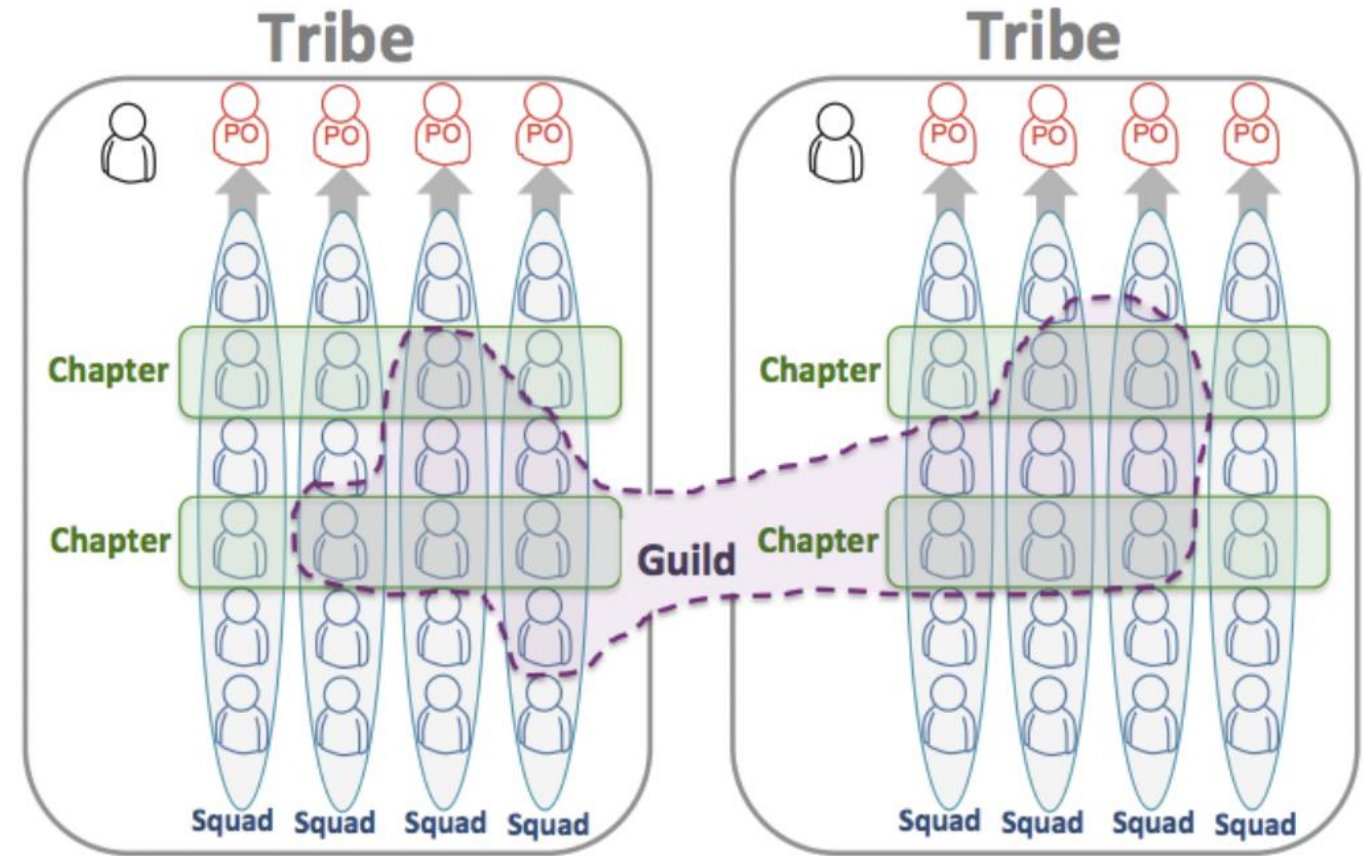 Tribe Tribe
PO PO PO PO PO PO PO PO
Chapter Chapter
Chapter Guild Chapter
Squad Squad Squad Squad Squad Squad Squad Squad